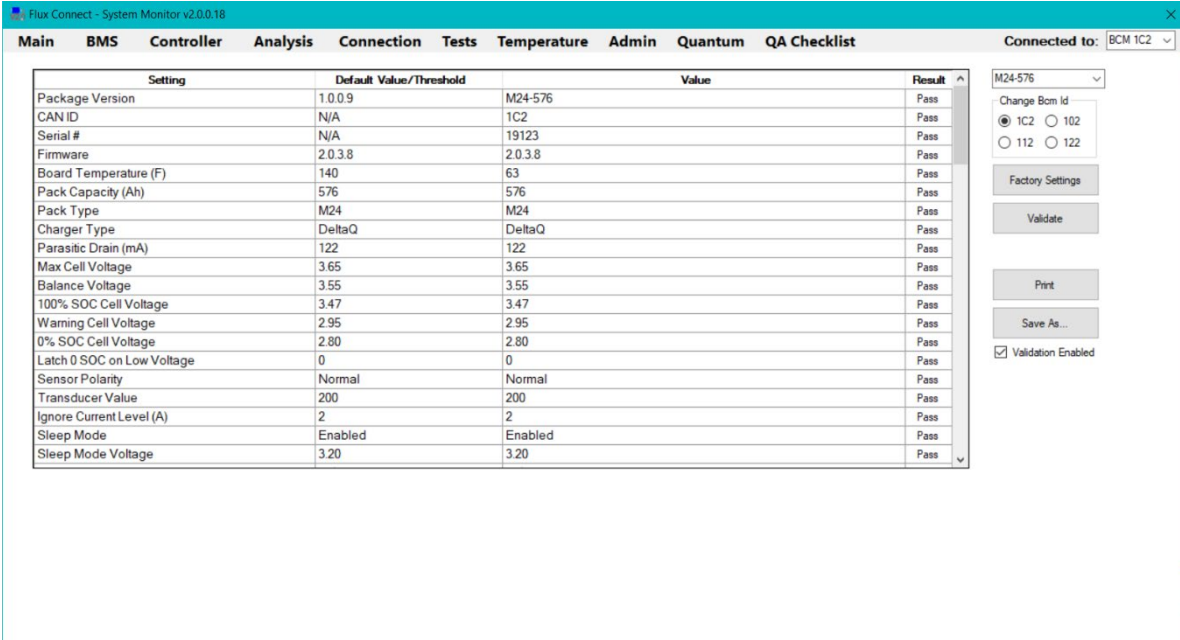 Flux Connect - System Monitor v2.0.0.18
Main BMS Controller Analysis Connection Tests Temperature Admin Quantum QA Checklist Connected to: BCM 1C2
Setting Default Value/Threshold Value Result
Package Version 1.0.0.9 M24-576 Pass
CAN ID N/A 1C2 Pass
Serial # N/A 19123 Pass
Firmware 2.0.3.8 2.0.3.8 Pass
Board Temperature (F) 140 63 Pass
Pack Capacity (Ah) 576 576 Pass
Pack Type M24 M24 Pass
Charger Type DeltaQ DeltaQ Pass
Parasitic Drain (mA) 122 122 Pass
Max Cell Voltage 3.65 3.65 Pass
Balance Voltage 3.55 3.55 Pass
100% SOC Cell Voltage 3.47 3.47 Pass
Warning Cell Voltage 2.95 2.95 Pass
0% SOC Cell Voltage 2.80 2.80 Pass
Latch 0 SOC on Low Voltage 0 0 Pass
Sensor Polarity Normal Normal Pass
Transducer Value 200 200 Pass
Ignore Current Level (A) 2 2 Pass
Sleep Mode Enabled Enabled Pass
Sleep Mode Voltage 3.20 3.20 Pass
M24-576
Change Bcm Id
1C2 102
112 122
Factory Settings
Validate
Print
Save As...
Validation Enabled